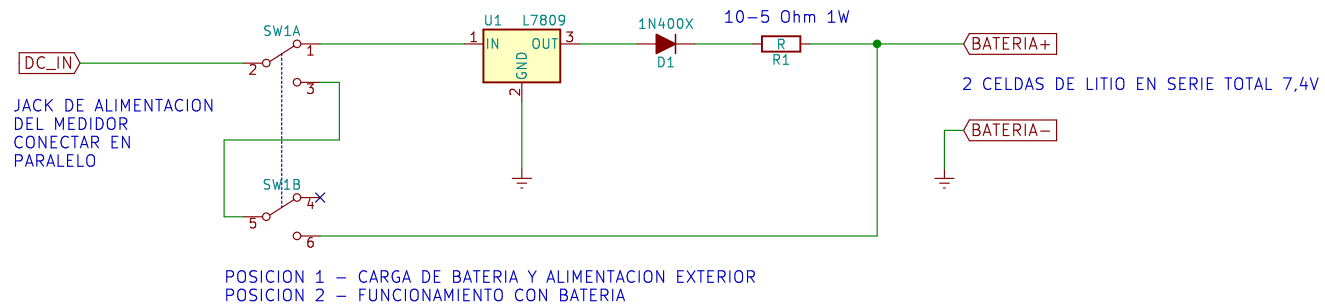 10-5 Ohm 1W
SW1A
U1 L7809
1N400X
1
1 IN OUT 3
R
BATERIA+
DC_IN
2
GND
D1
R1
3
2
2 CELDAS DE LITIO EN SERIE TOTAL 7,4V
JACK DE ALIMENTACION
DEL MEDIDOR
CONECTAR EN
PARALELO
BATERIA-
SW1B
4
5
6
POSICION 1 - CARGA DE BATERIA Y ALIMENTACION EXTERIOR
POSICION 2 - FUNCIONAMIENTO CON BATERIA